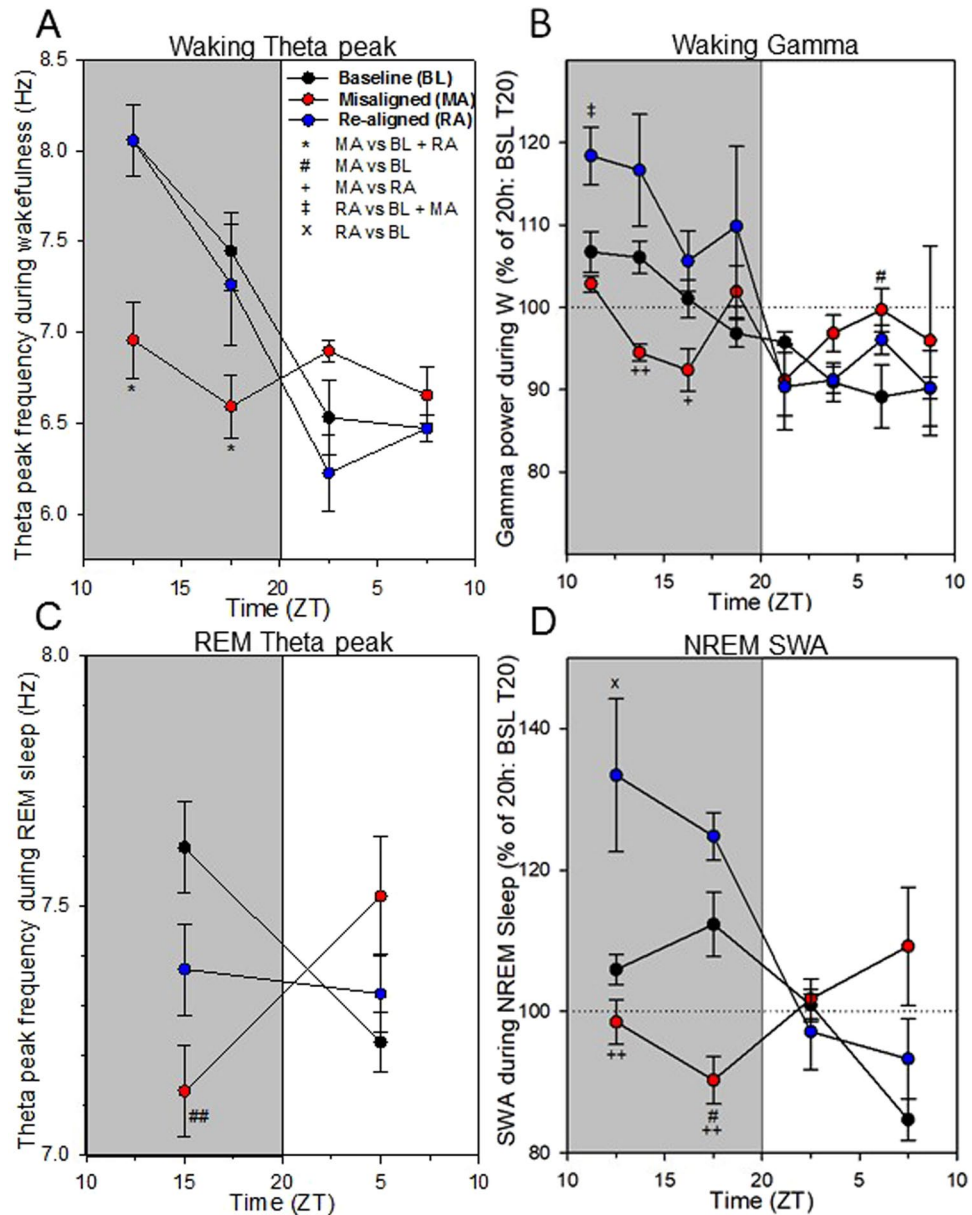 A
Waking Theta peak
Theta peak frequency during wakefulness (Hz)
8.5
8.0
7.5
7.0
6.5
6.0
Baseline (BL)
Misaligned (MA)
Re-aligned (RA)
* MA vs BL + RA
# MA vs BL
+ MA vs RA
‡ RA vs BL + MA
x RA vs BL
*
*
10 15 20 5 10
Time (ZT)
B
Waking Gamma
Gamma power during W (% of 20h: BSL T20)
120
110
100
90
80
‡
++
+
#
10 15 20 5 10
Time (ZT)
C
REM Theta peak
Theta peak frequency during REM sleep (Hz)
8.0
7.5
7.0
##
10 15 20 5 10
Time (ZT)
D
NREM SWA
SWA during NREM Sleep (% of 20h: BSL T20)
140
120
100
80
x
++
#
++
10 15 20 5 10
Time (ZT)